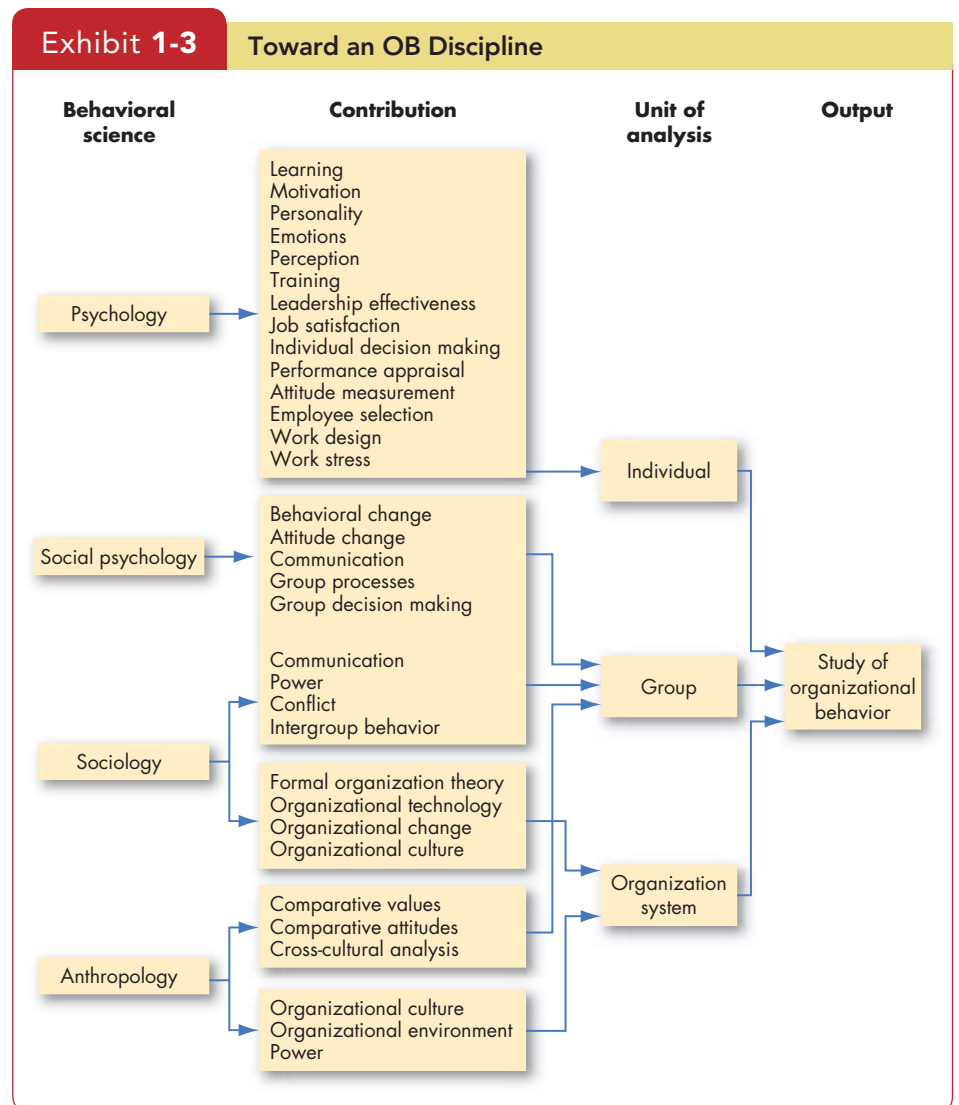 Exhibit 1-3
Toward an OB Discipline
Behavioral
science
Contribution
Unit of
analysis
Output
Psychology
Learning
Motivation
Personality
Emotions
Perception
Training
Leadership effectiveness
Job satisfaction
Individual decision making
Performance appraisal
Attitude measurement
Employee selection
Work design
Work stress
Individual
Social psychology
Behavioral change
Attitude change
Communication
Group processes
Group decision making
Communication
Power
Conflict
Intergroup behavior
Group
Study of
organizational
behavior
Sociology
Formal organization theory
Organizational technology
Organizational change
Organizational culture
Organization
system
Anthropology
Comparative values
Comparative attitudes
Cross-cultural analysis
Organizational culture
Organizational environment
Power